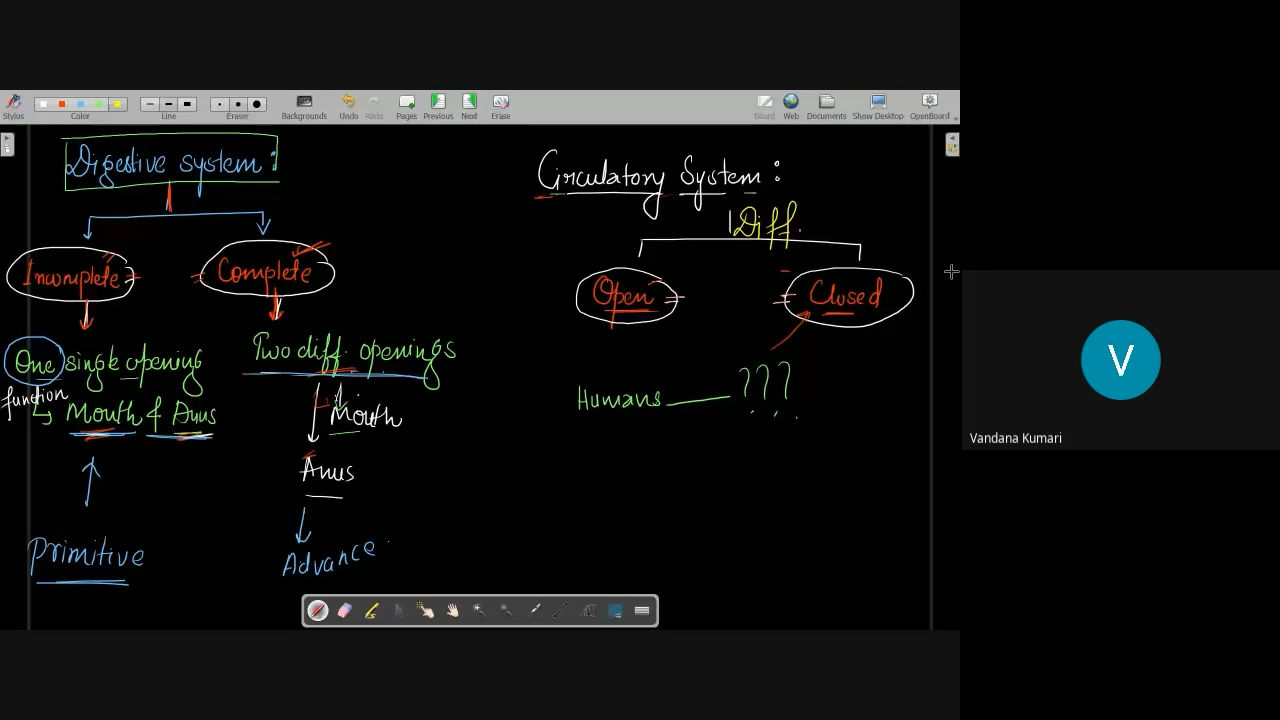 Stylus
Color
Line
Eraser
Backgrounds
Undo
Redo
Pages
Previous
Next
Erase
Board
Web
Documents
Show Desktop
OpenBoard
Digestive system:
Incomplete
Complete
One single opening
function
Mouth & Anus
Primitive
Two diff. openings
Mouth
Anus
Advance
Circulatory System:
Diff.
Open
Closed
Humans ???
V
Vandana Kumari